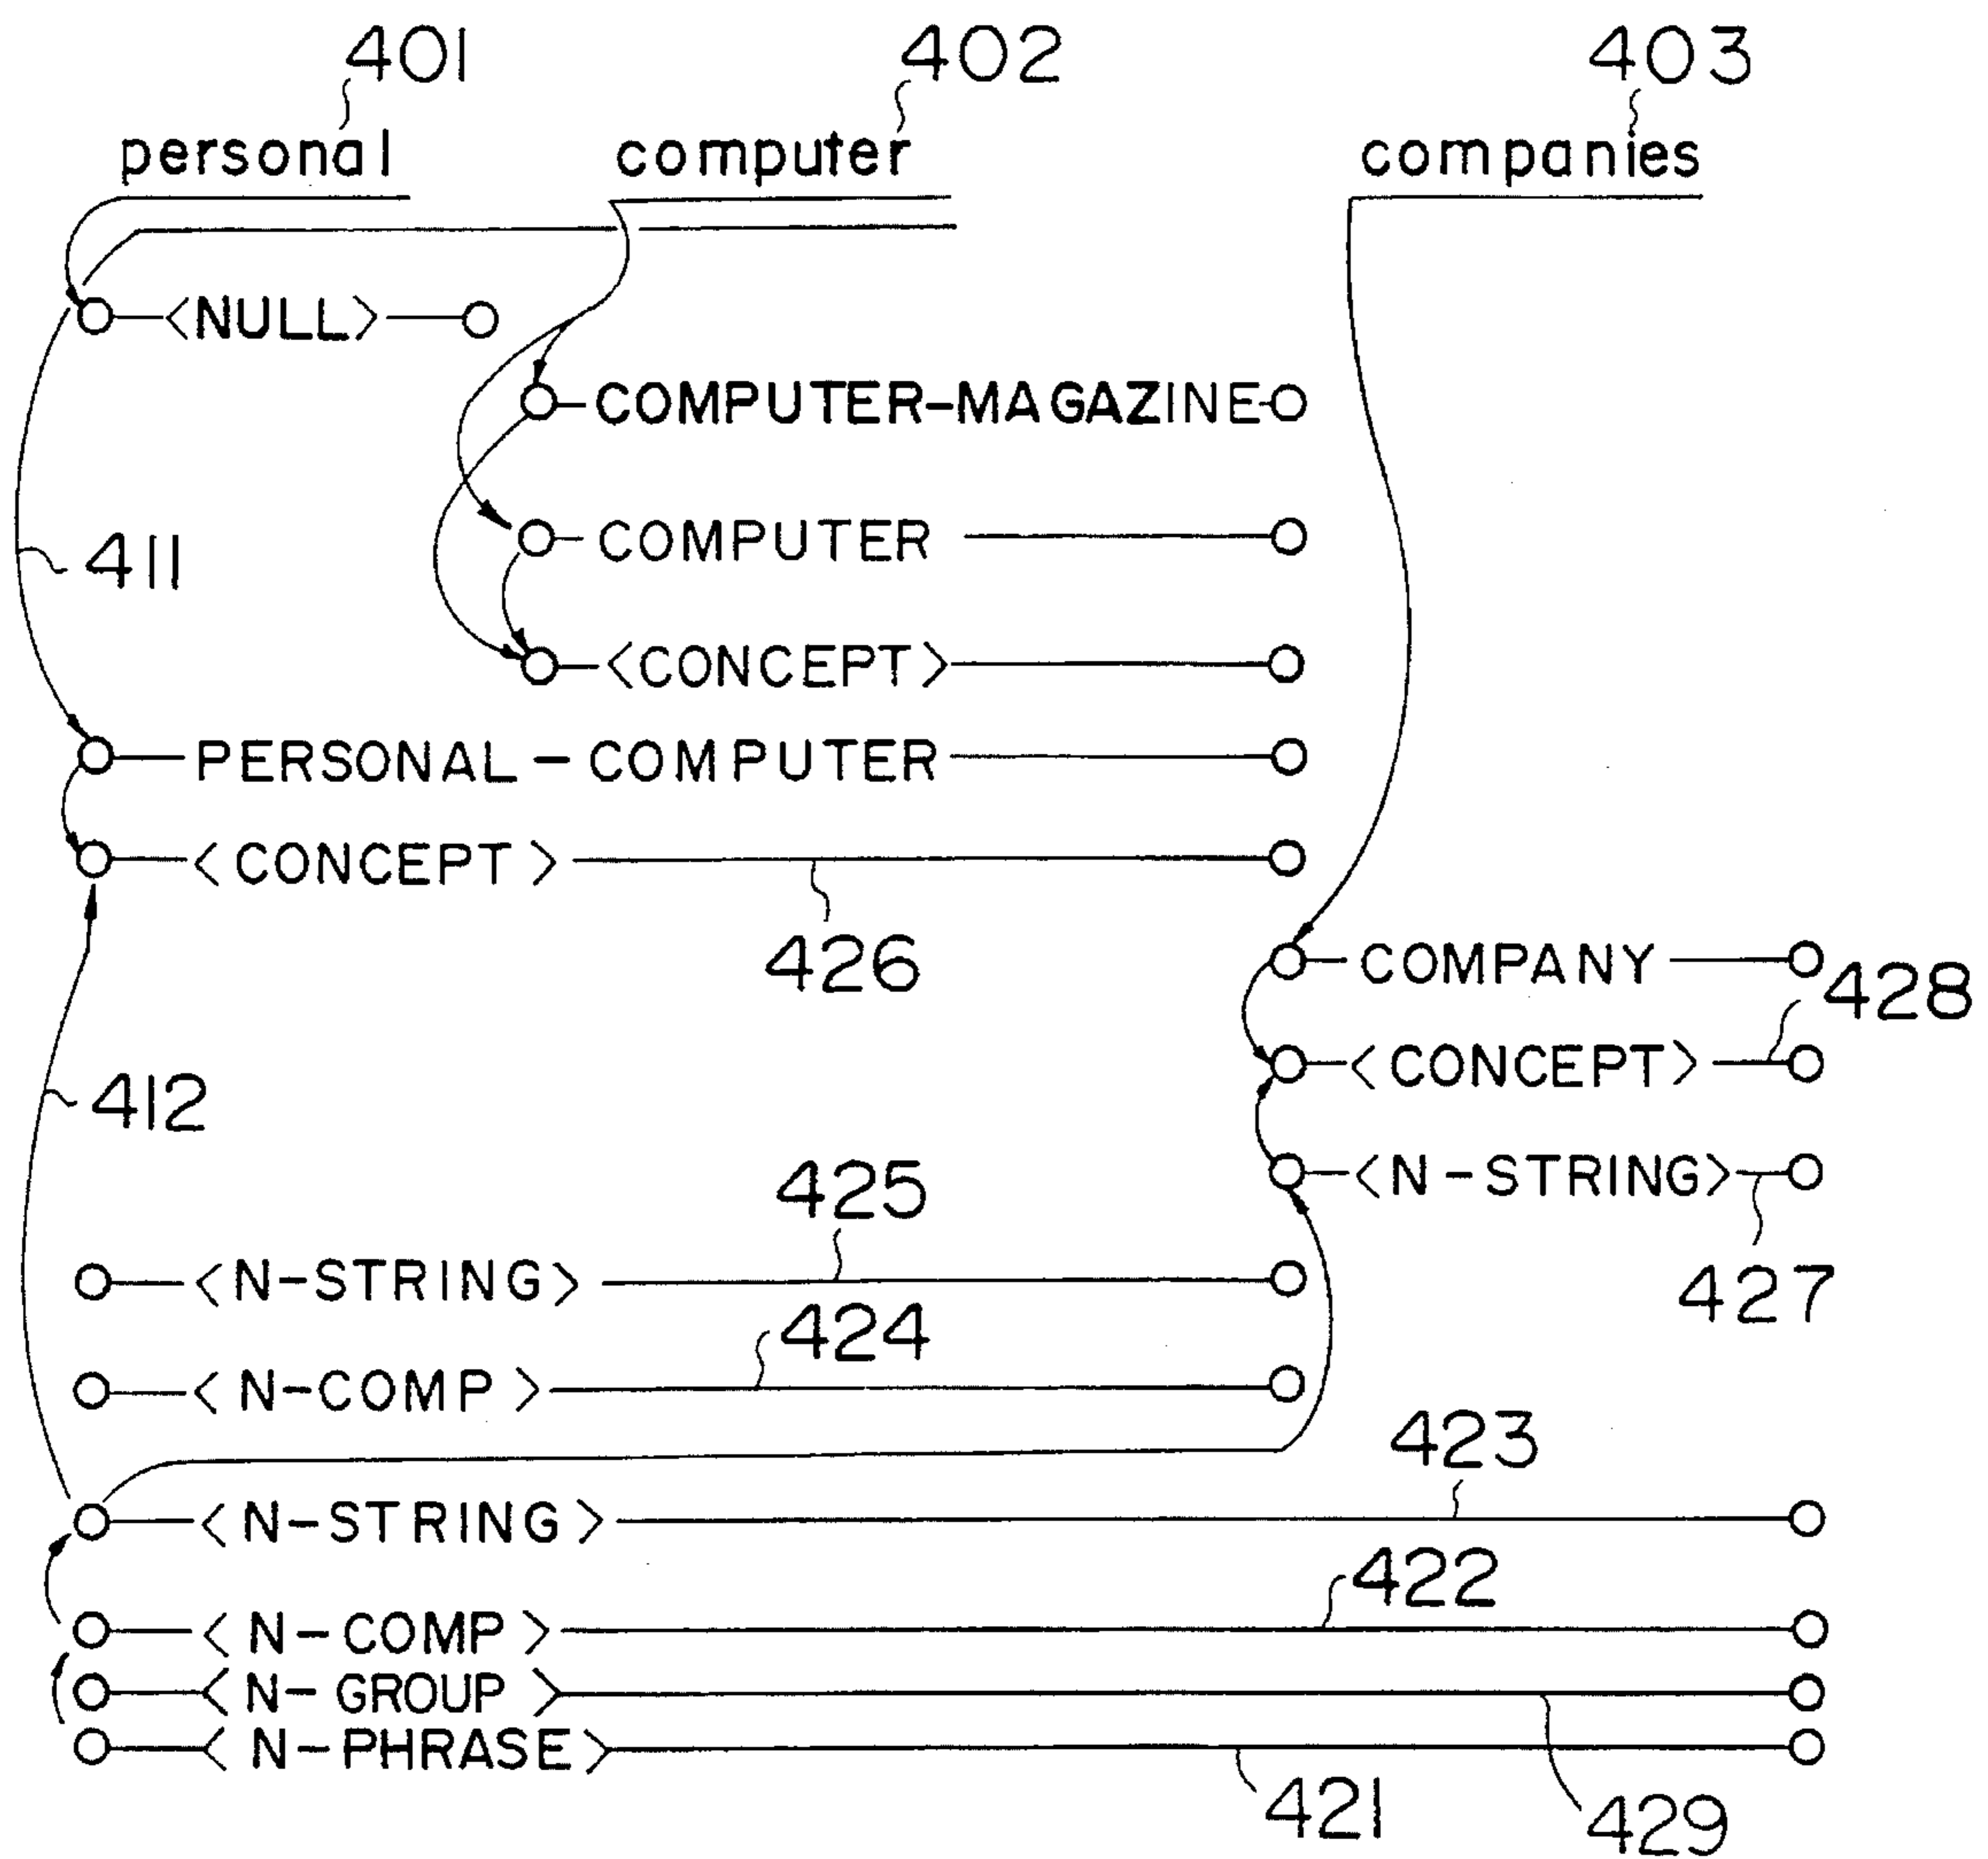 401 402 403
personal computer companies
<NULL>
COMPUTER-MAGAZINE
411 COMPUTER
<CONCEPT>
PERSONAL-COMPUTER
<CONCEPT>
426
COMPANY
428
<CONCEPT>
412
<N-STRING>
425
427
<N-STRING>
424
<N-COMP>
423
<N-STRING>
422
<N-COMP>
<N-GROUP>
<N-PHRASE>
421 429